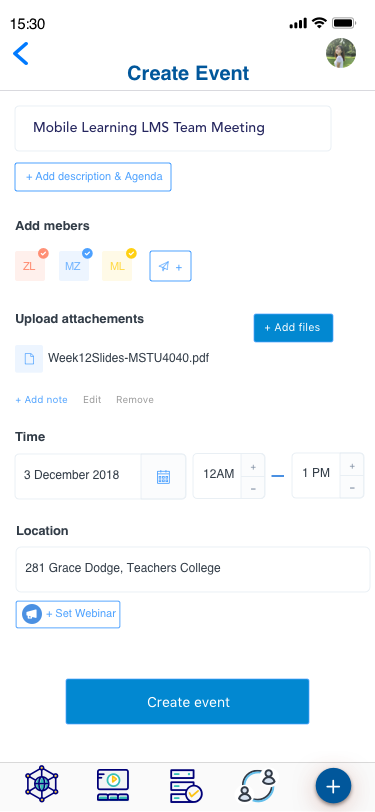 15:30
Create Event
Mobile Learning LMS Team Meeting
+ Add description & Agenda
Add mebers
ZL MZ ML +
Upload attachements
+ Add files
Week12Slides-MSTU4040.pdf
+ Add note Edit Remove
Time
3 December 2018 12AM + − — 1 PM + −
Location
281 Grace Dodge, Teachers College
+ Set Webinar
Create event
+